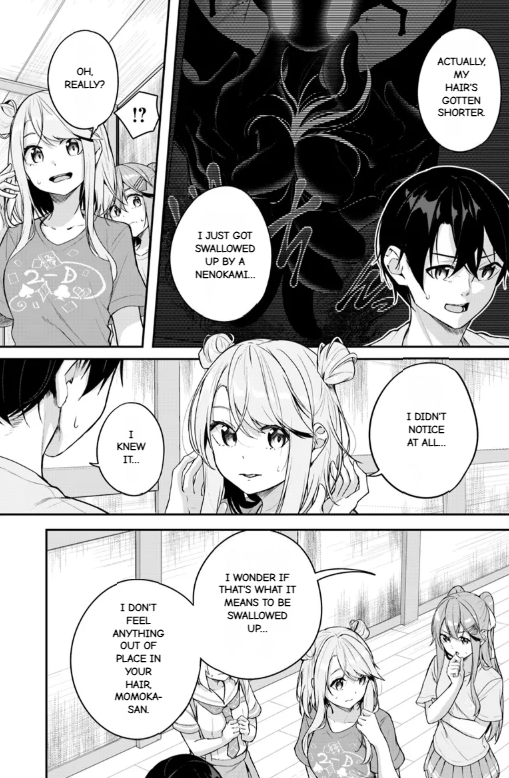 ACTUALLY,
MY
HAIR'S
GOTTEN
SHORTER.
I JUST GOT
SWALLOWED
UP BY A
NENOKAMI...
OH,
REALLY?
!?
2-D
I DIDN'T
NOTICE
AT ALL...
I
KNEW
IT...
I WONDER IF
THAT'S WHAT IT
MEANS TO BE
SWALLOWED
UP...
I DON'T
FEEL
ANYTHING
OUT OF
PLACE IN
YOUR
HAIR,
MOMOKA-
SAN.
2-D